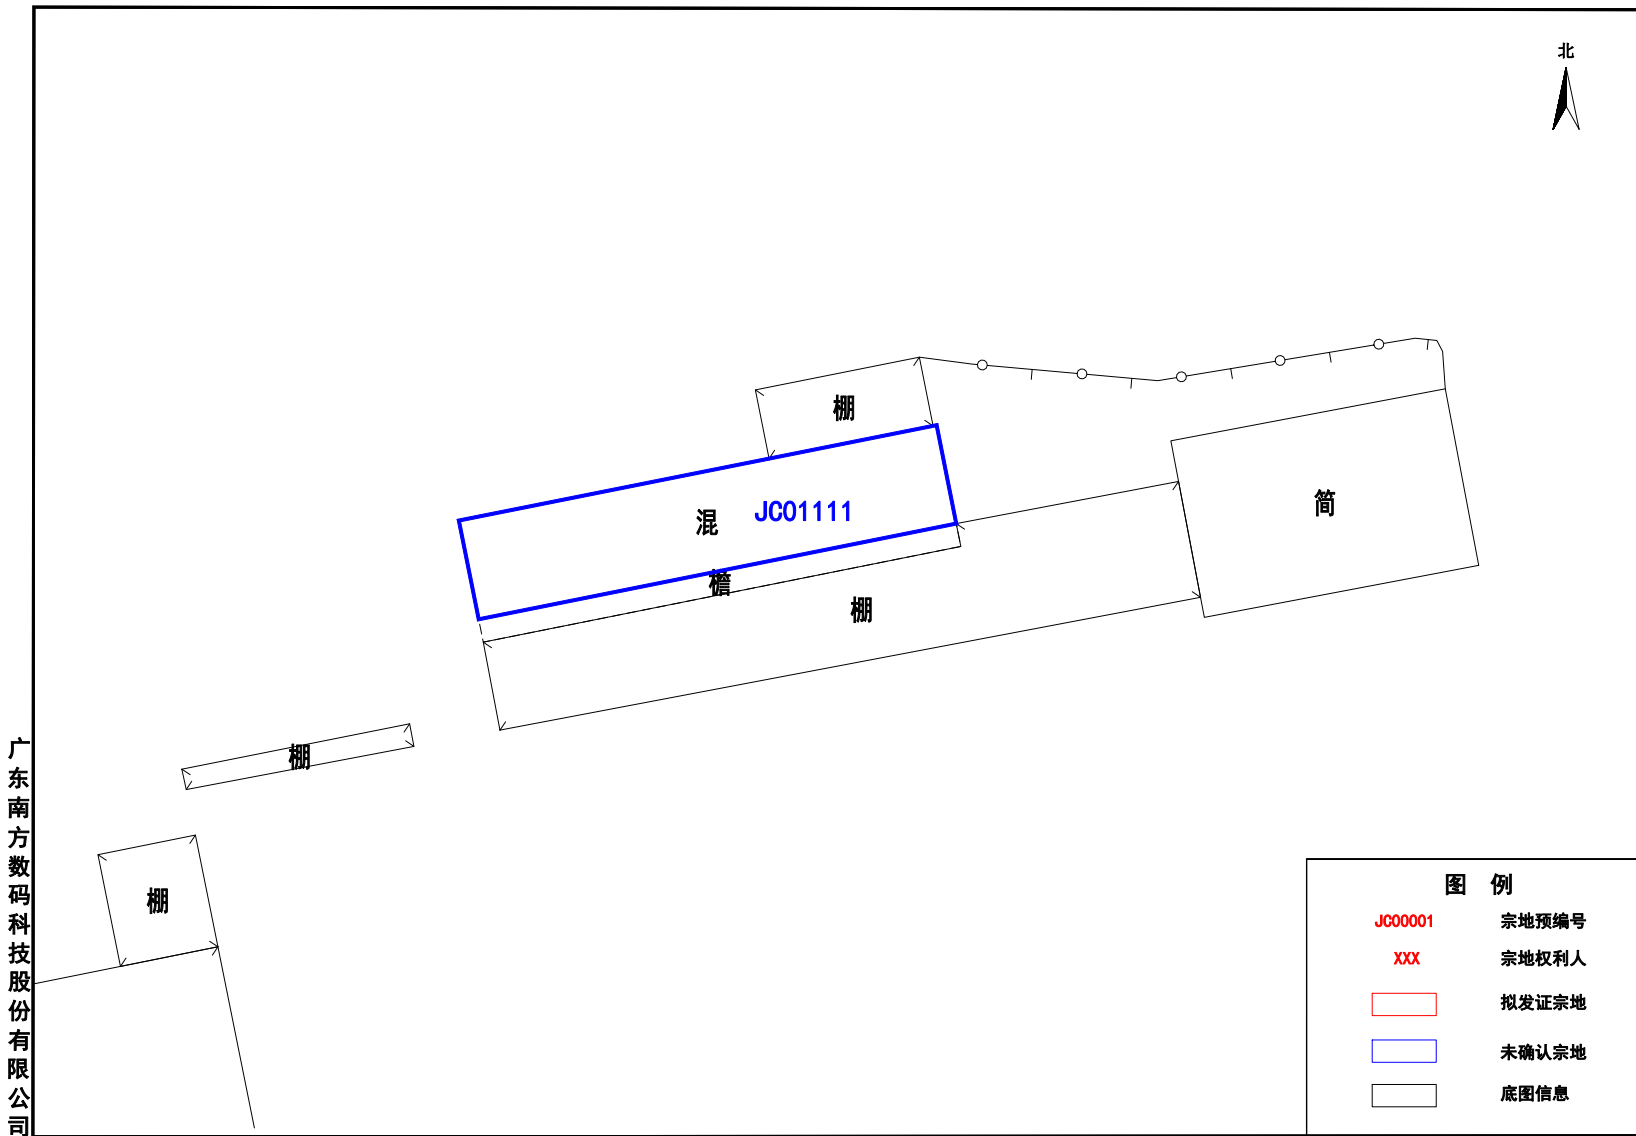 北
棚
混 JC01111
簡
檐
棚
棚
棚
广东南方数码科技股份有限公司
图 例
JC00001 宗地预编号
XXX 宗地权利人
拟发证宗地
未确认宗地
底图信息